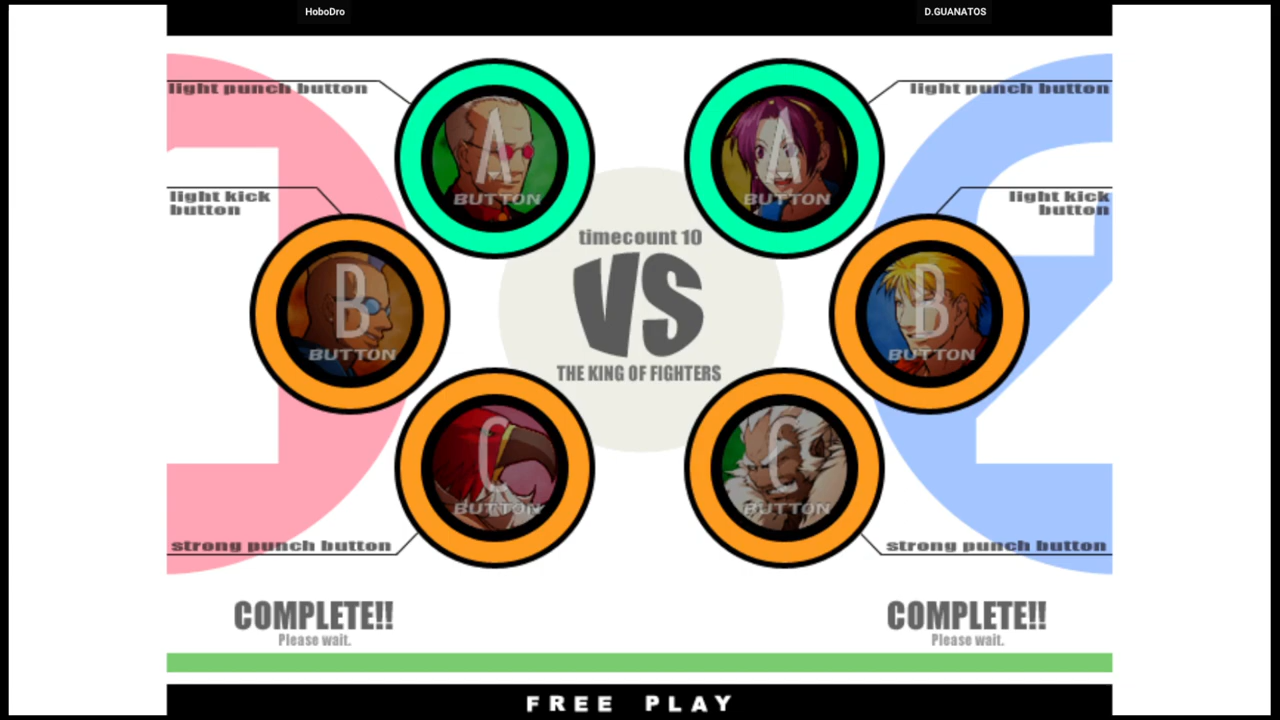 HoboDro
D.GUANATOS
light punch button
light punch button
A
BUTTON
A
BUTTON
light kick
button
light kick
button
timecount 10
VS
THE KING OF FIGHTERS
B
BUTTON
B
BUTTON
C
BUTTON
C
BUTTON
strong punch button
strong punch button
COMPLETE!!
Please wait.
COMPLETE!!
Please wait.
FREE PLAY